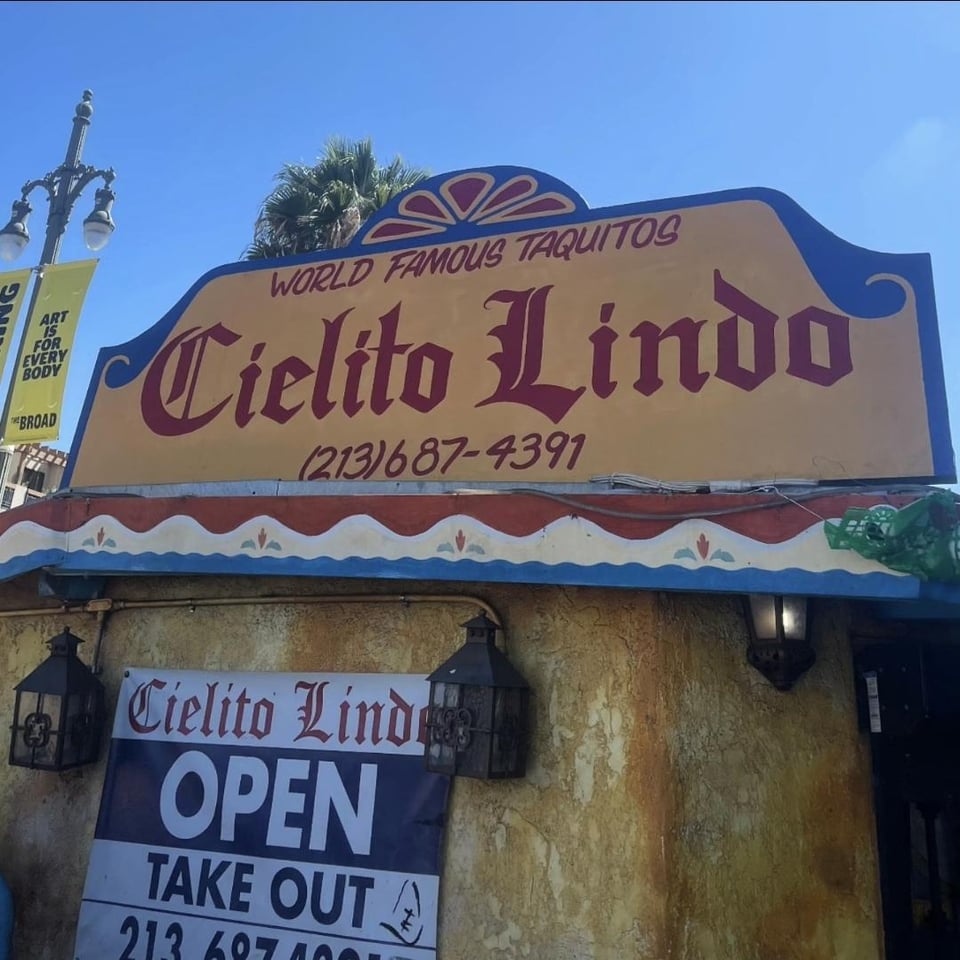 WORLD FAMOUS TAQUITOS
Cielito Lindo
(213)687-4391
ART
IS
FOR
EVERY
BODY
THE BROAD
Cielito Lindo
OPEN
TAKE OUT
213